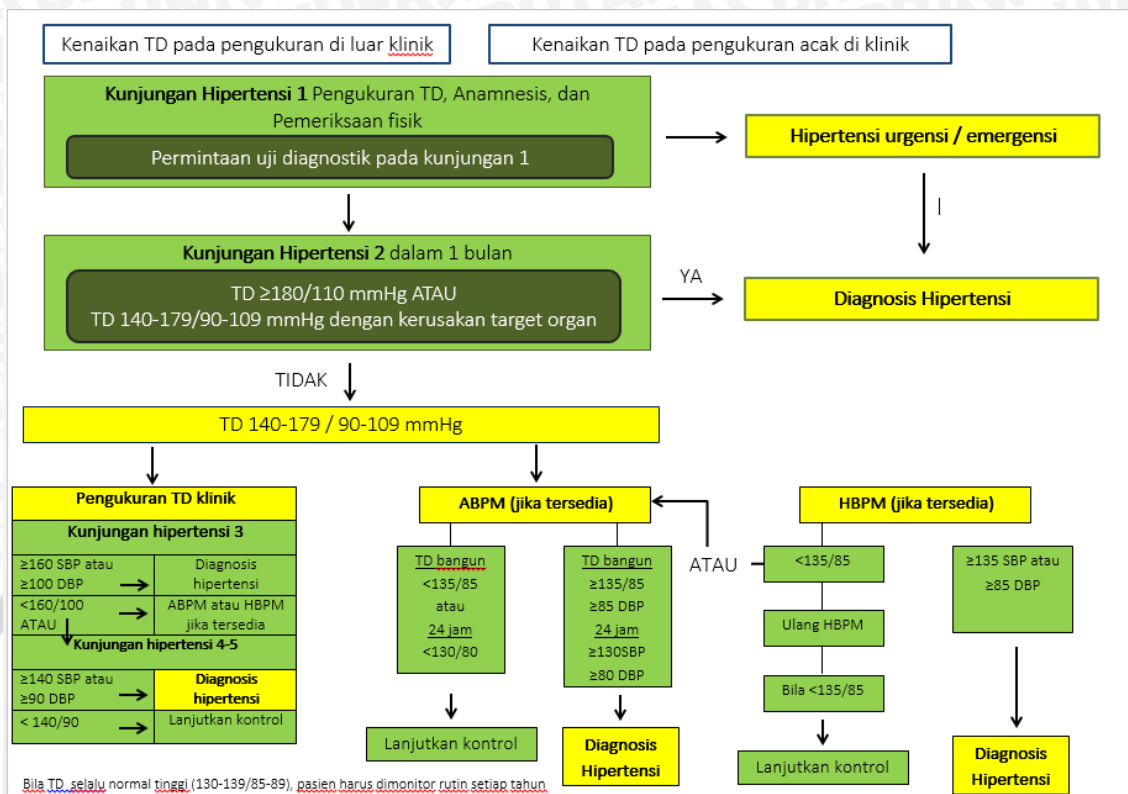 Kenaikan TD pada pengukuran di luar klinik
Kenaikan TD pada pengukuran acak di klinik
Kunjungan Hipertensi 1 Pengukuran TD, Anamnesis, dan
Pemeriksaan fisik
Permintaan uji diagnostik pada kunjungan 1
Hipertensi urgensi / emergensi
Kunjungan Hipertensi 2 dalam 1 bulan
TD ≥180/110 mmHg ATAU
TD 140-179/90-109 mmHg dengan kerusakan target organ
YA
Diagnosis Hipertensi
TIDAK
TD 140-179 / 90-109 mmHg
Pengukuran TD klinik
Kunjungan hipertensi 3
≥160 SBP atau
≥100 DBP
Diagnosis
hipertensi
<160/100
ATAU
ABPM atau HBPM
jika tersedia
Kunjungan hipertensi 4-5
≥140 SBP atau
≥90 DBP
Diagnosis
hipertensi
< 140/90
Lanjutkan kontrol
ABPM (jika tersedia)
TD bangun
<135/85
atau
24 jam
<130/80
Lanjutkan kontrol
TD bangun
≥135/85
≥85 DBP
24 jam
≥130SBP
≥80 DBP
Diagnosis
Hipertensi
ATAU
HBPM (jika tersedia)
<135/85
Ulang HBPM
Bila <135/85
Lanjutkan kontrol
≥135 SBP atau
≥85 DBP
Diagnosis
Hipertensi
Bila TD selalu normal tinggi (130-139/85-89), pasien harus dimonitor rutin setiap tahun